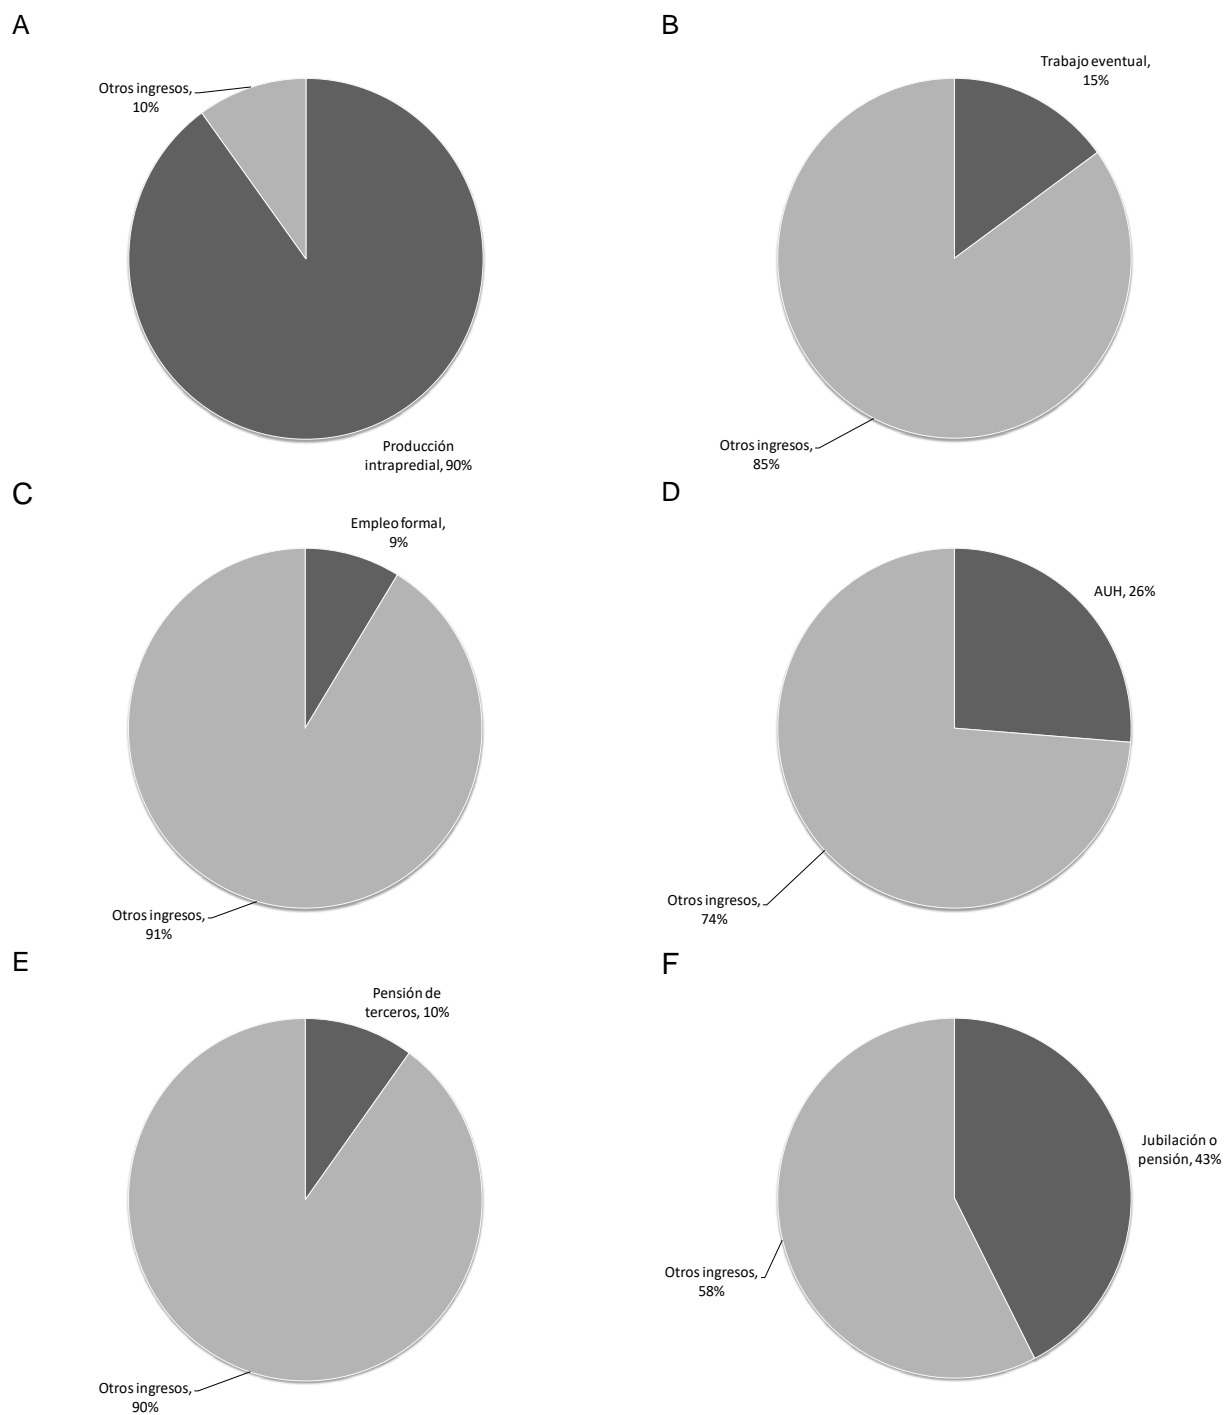 A
Otros ingresos,
10%
Producción
intrapredial, 90%
B
Trabajo eventual,
15%
Otros ingresos,
85%
C
Empleo formal,
9%
Otros ingresos,
91%
D
AUH, 26%
Otros ingresos,
74%
E
Pensión de
terceros, 10%
Otros ingresos,
90%
F
Jubilación o
pensión, 43%
Otros ingresos,
58%